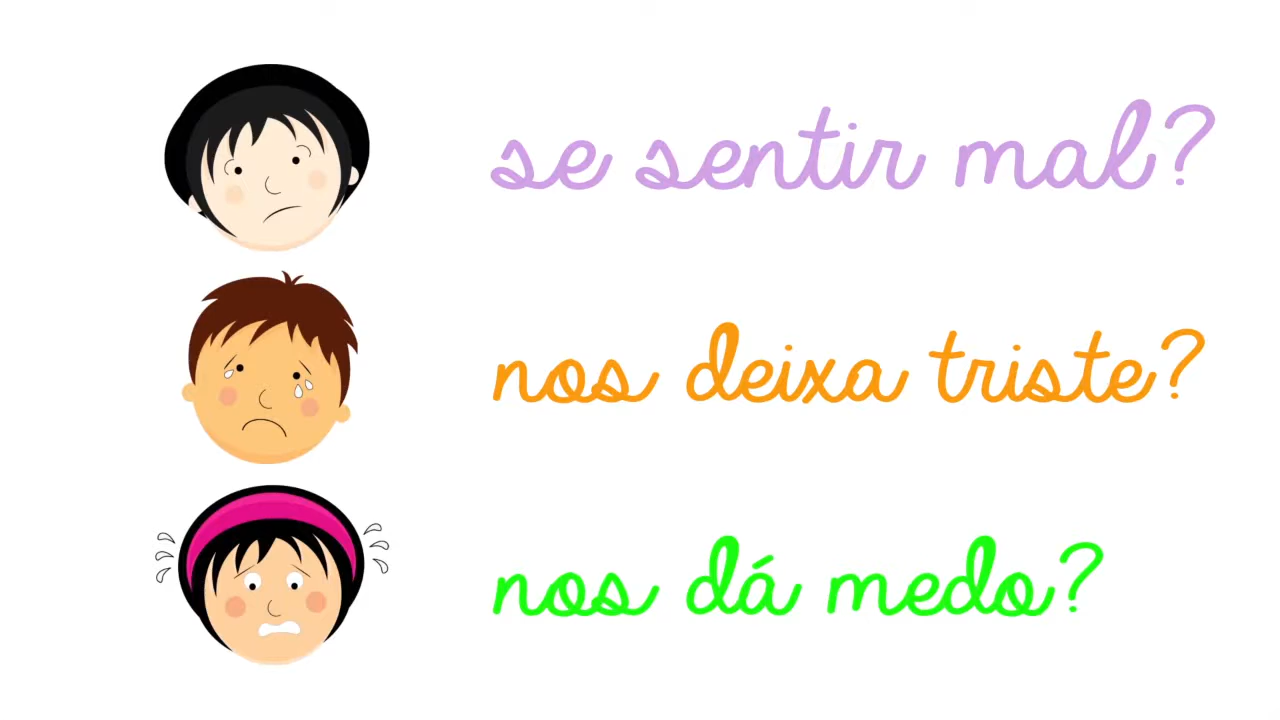 se sentir mal?
nos deixa triste?
nos dá medo?